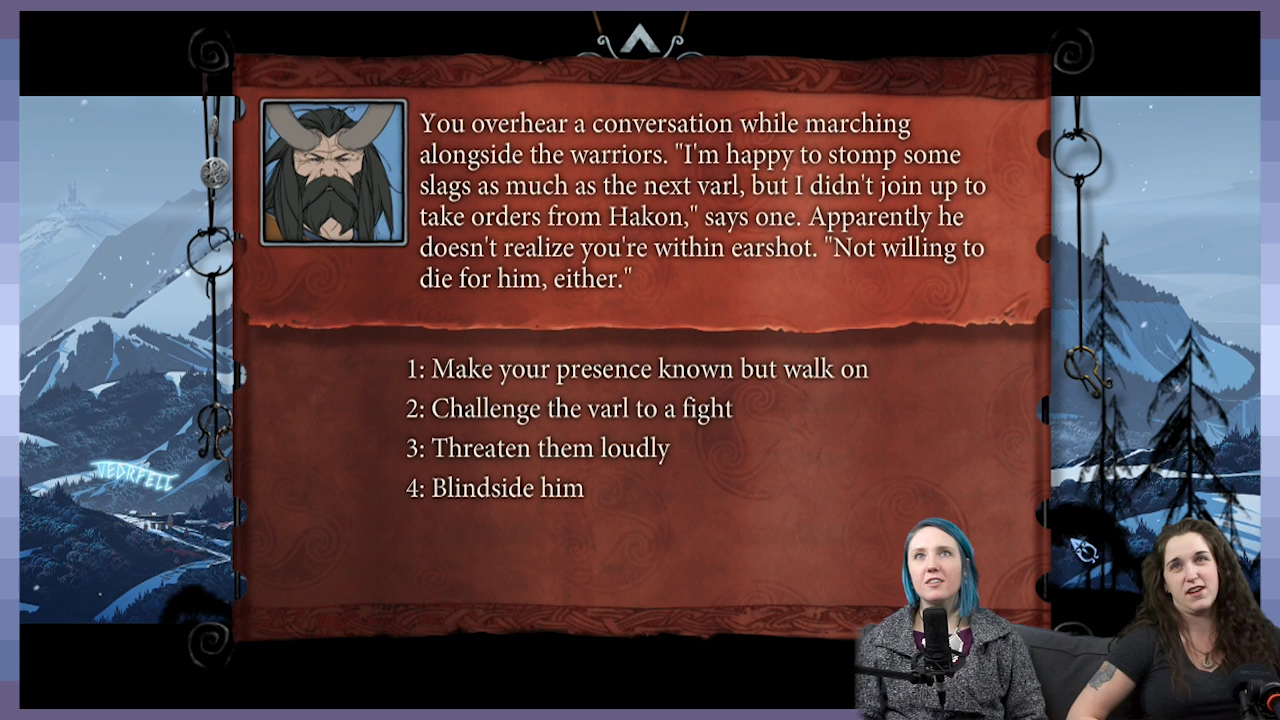 You overhear a conversation while marching
alongside the warriors. "I'm happy to stomp some
slags as much as the next varl, but I didn't join up to
take orders from Hakon," says one. Apparently he
doesn't realize you're within earshot. "Not willing to
die for him, either."
1: Make your presence known but walk on
2: Challenge the varl to a fight
3: Threaten them loudly
4: Blindside him
VEDRFELL